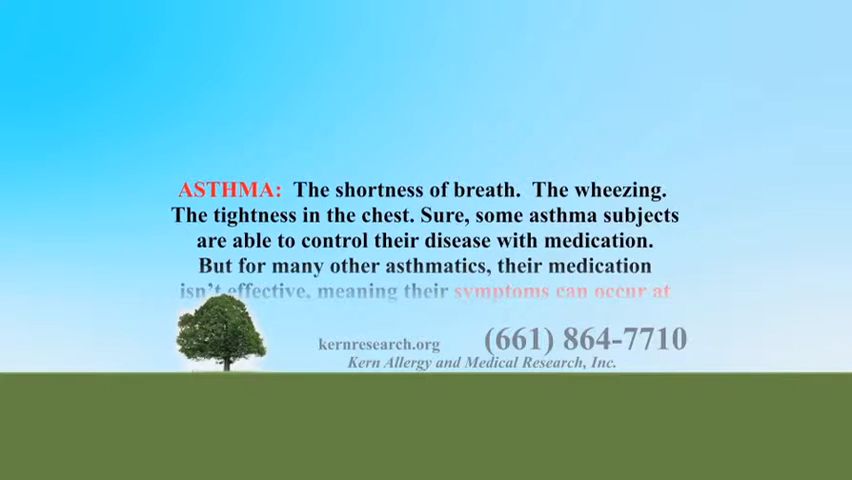 ASTHMA: The shortness of breath. The wheezing.
The tightness in the chest. Sure, some asthma subjects
are able to control their disease with medication.
But for many other asthmatics, their medication
isn't effective, meaning their symptoms can occur at
kernresearch.org (661) 864-7710
Kern Allergy and Medical Research, Inc.